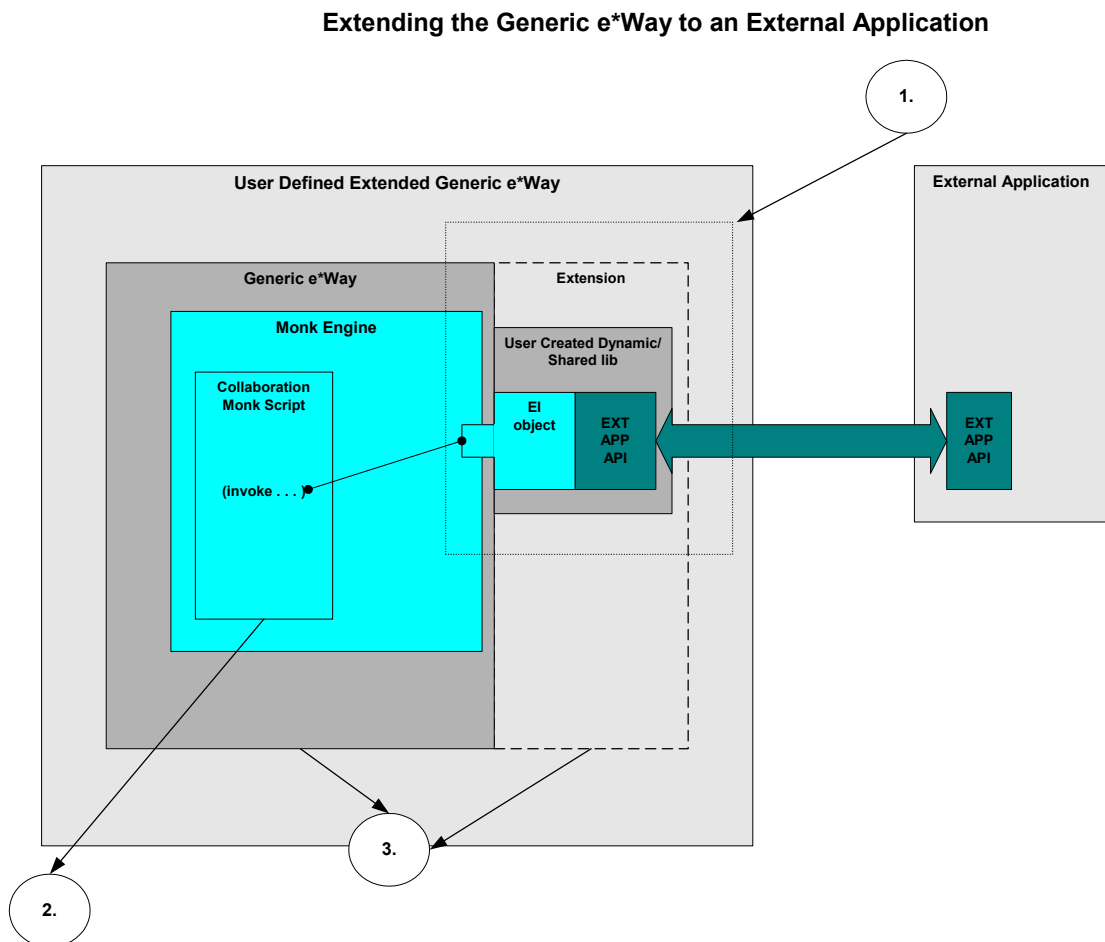 Extending the Generic e*Way to an External Application
1.
User Defined Extended Generic e*Way
External Application
Generic e*Way
Extension
Monk Engine
User Created Dynamic/
Shared lib
Collaboration
Monk Script
EI
object
EXT
APP
API
EXT
APP
API
(invoke . . . )
3.
2.